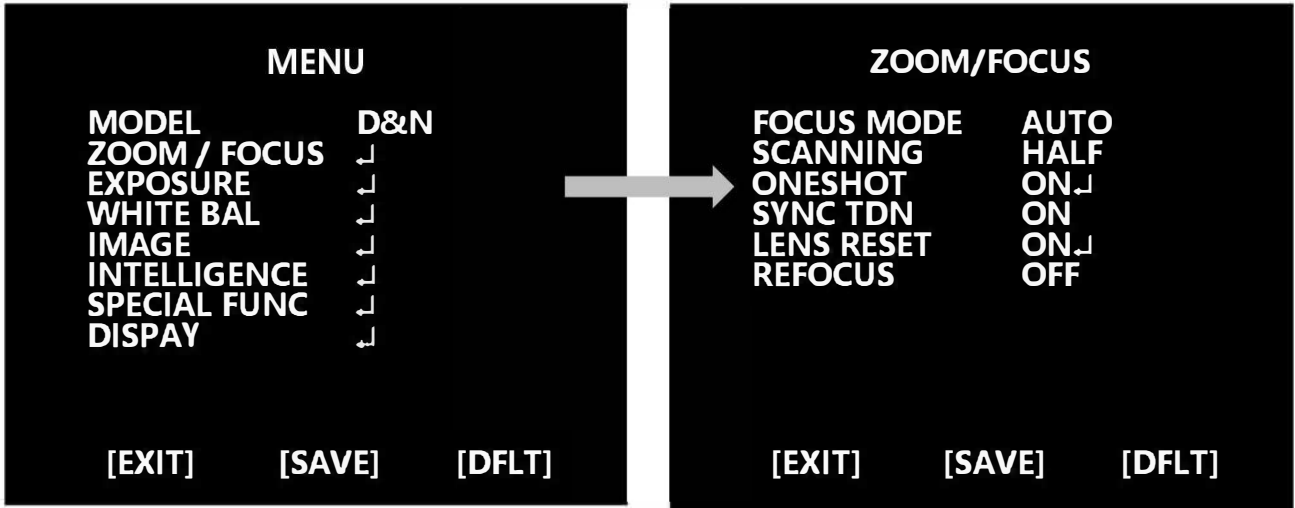 MENU
MODEL D&N
ZOOM / FOCUS ↲
EXPOSURE ↲
WHITE BAL ↲
IMAGE ↲
INTELLIGENCE ↲
SPECIAL FUNC ↲
DISPAY ↲
[EXIT] [SAVE] [DFLT]
ZOOM/FOCUS
FOCUS MODE AUTO
SCANNING HALF
ONESHOT ON↲
SYNC TDN ON
LENS RESET ON↲
REFOCUS OFF
[EXIT] [SAVE] [DFLT]